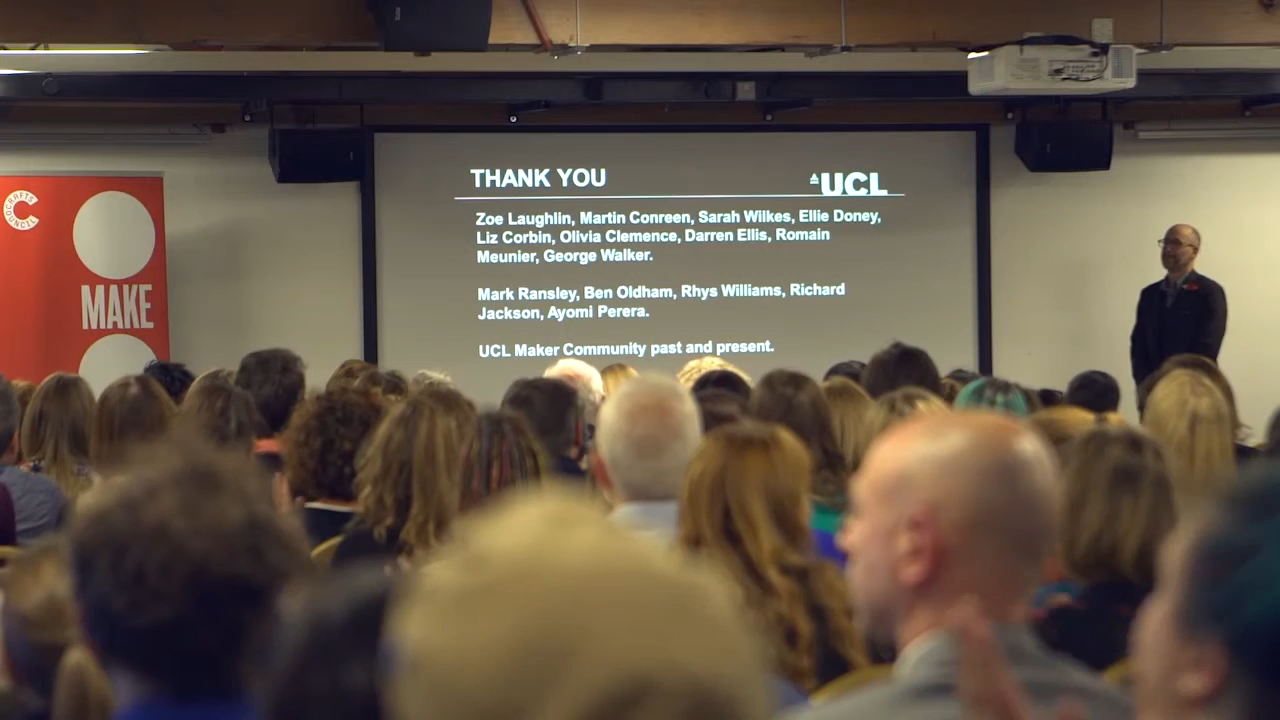 CRAFTS
COUNCIL
MAKE
THANK YOU
UCL
Zoe Laughlin, Martin Conreen, Sarah Wilkes, Ellie Doney,
Liz Corbin, Olivia Clemence, Darren Ellis, Romain
Meunier, George Walker.
Mark Ransley, Ben Oldham, Rhys Williams, Richard
Jackson, Ayomi Perera.
UCL Maker Community past and present.